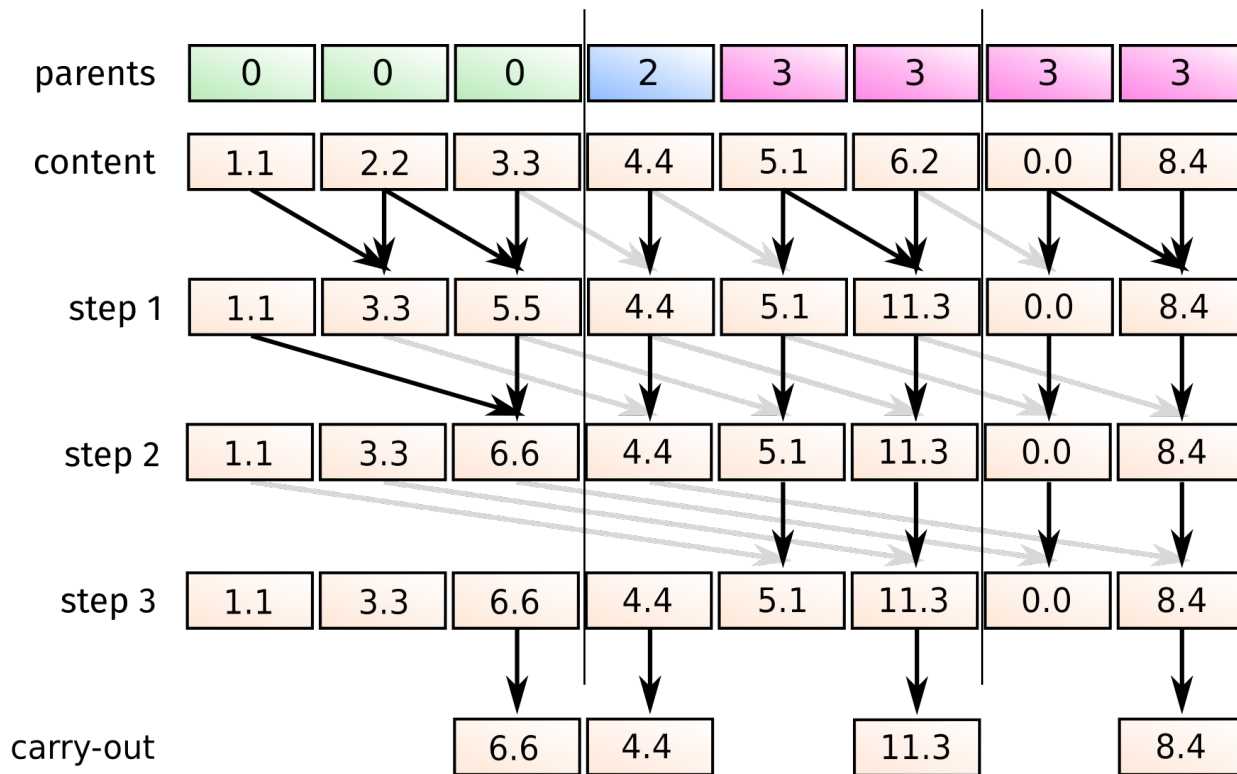 parents 0 0 0 2 3 3 3 3
content 1.1 2.2 3.3 4.4 5.1 6.2 0.0 8.4
step 1 1.1 3.3 5.5 4.4 5.1 11.3 0.0 8.4
step 2 1.1 3.3 6.6 4.4 5.1 11.3 0.0 8.4
step 3 1.1 3.3 6.6 4.4 5.1 11.3 0.0 8.4
carry-out 6.6 4.4 11.3 8.4